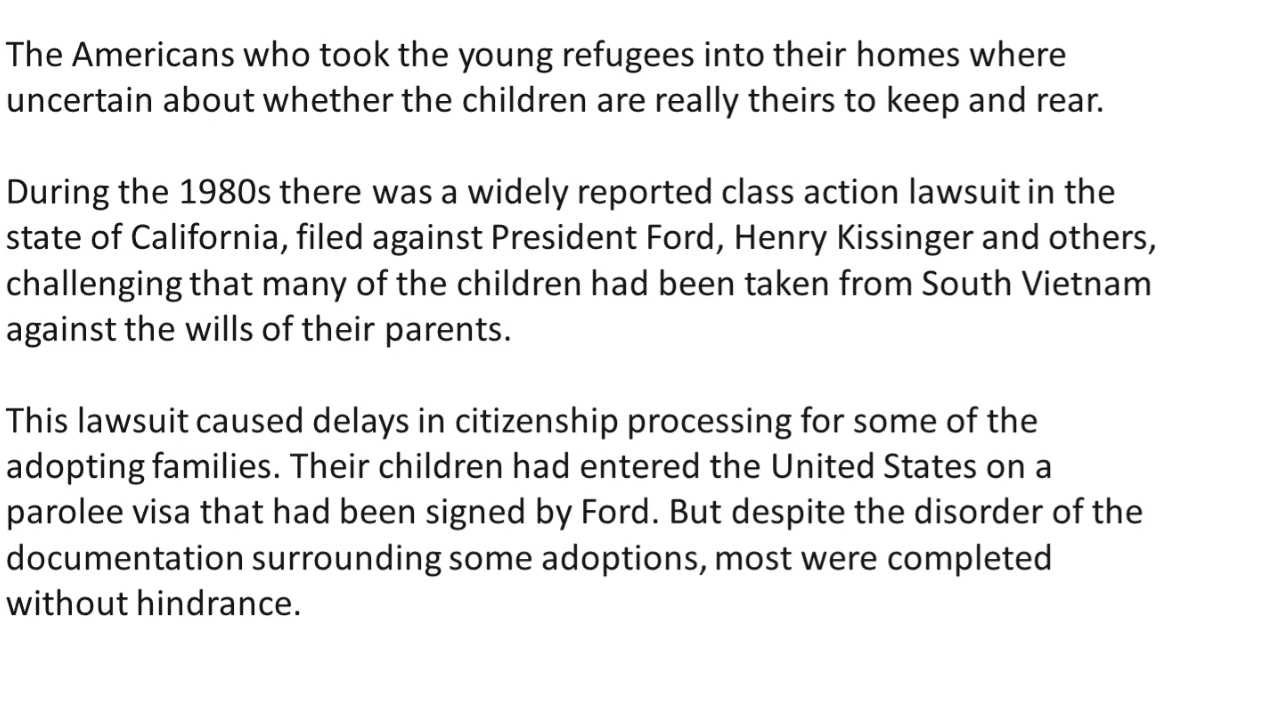 The Americans who took the young refugees into their homes where
uncertain about whether the children are really theirs to keep and rear.
During the 1980s there was a widely reported class action lawsuit in the
state of California, filed against President Ford, Henry Kissinger and others,
challenging that many of the children had been taken from South Vietnam
against the wills of their parents.
This lawsuit caused delays in citizenship processing for some of the
adopting families. Their children had entered the United States on a
parolee visa that had been signed by Ford. But despite the disorder of the
documentation surrounding some adoptions, most were completed
without hindrance.